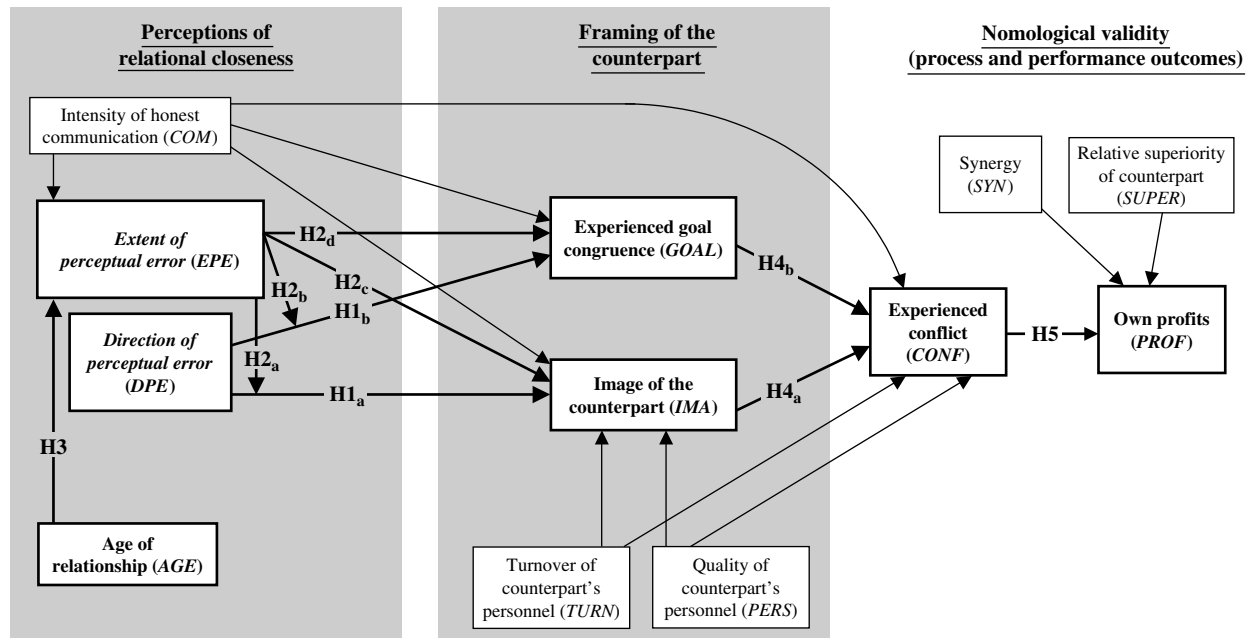 Perceptions of
relational closeness
Framing of the
counterpart
Nomological validity
(process and performance outcomes)
Intensity of honest
communication (COM)
Synergy
(SYN)
Relative superiority
of counterpart
(SUPER)
Extent of
perceptual error (EPE)
H2d
Experienced goal
congruence (GOAL)
H4b
H2c
H2b
H1b
Direction of
perceptual error
(DPE)
H2a
H1a
Image of the
counterpart (IMA)
H4a
Experienced
conflict
(CONF)
H5
Own profits
(PROF)
H3
Age of
relationship (AGE)
Turnover of
counterpart's
personnel (TURN)
Quality of
counterpart's
personnel (PERS)